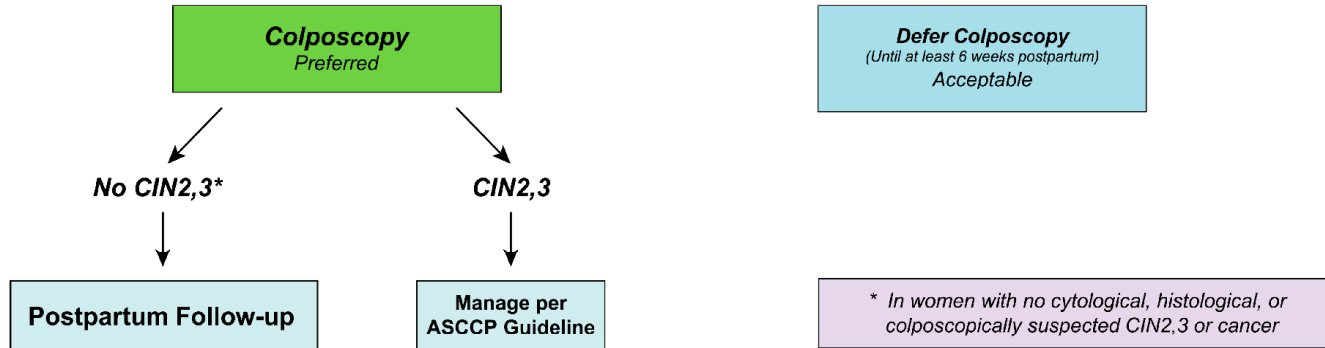 Colposcopy
Preferred
Defer Colposcopy
(Until at least 6 weeks postpartum)
Acceptable
No CIN2,3*
CIN2,3
Postpartum Follow-up
Manage per
ASCCP Guideline
* In women with no cytological, histological, or
colposcopically suspected CIN2,3 or cancer